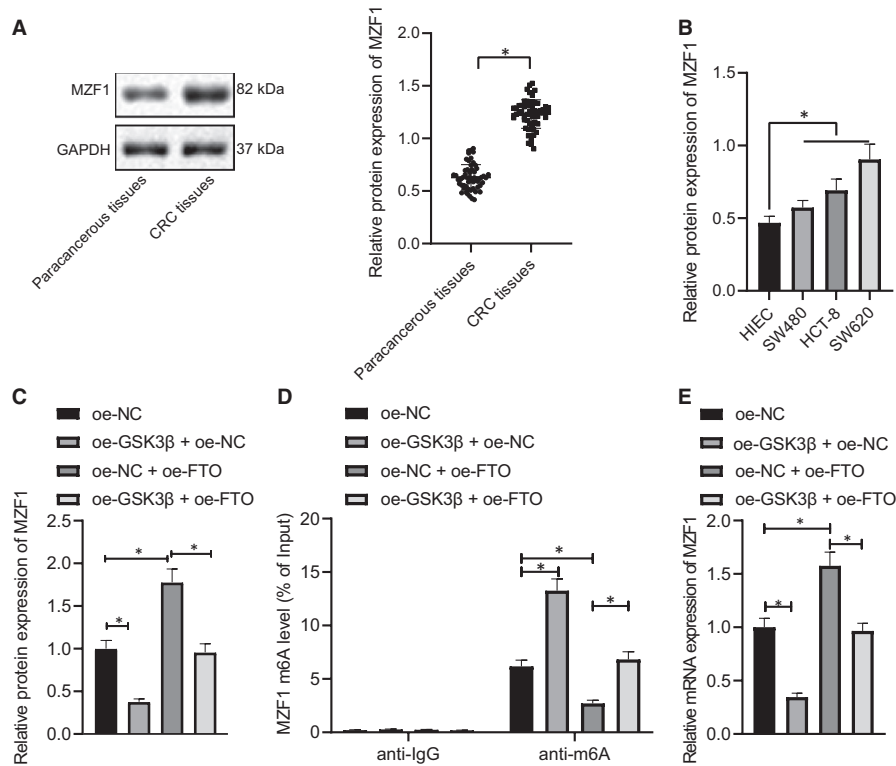 A
MZF1
82 kDa
GAPDH
37 kDa
Paracancerous tissues
CRC tissues
Relative protein expression of MZF1
2.0
1.5
1.0
0.5
0.0
*
Paracancerous tissues
CRC tissues
B
Relative protein expression of MZF1
1.5
1.0
0.5
0.0
*
HIEC
SW480
HCT-8
SW620
C
oe-NC
oe-GSK3β + oe-NC
oe-NC + oe-FTO
oe-GSK3β + oe-FTO
Relative protein expression of MZF1
2.5
2.0
1.5
1.0
0.5
0.0
*
*
*
D
oe-NC
oe-GSK3β + oe-NC
oe-NC + oe-FTO
oe-GSK3β + oe-FTO
MZF1 m6A level (% of Input)
20
15
10
5
0
*
*
*
anti-IgG
anti-m6A
E
oe-NC
oe-GSK3β + oe-NC
oe-NC + oe-FTO
oe-GSK3β + oe-FTO
Relative mRNA expression of MZF1
2.0
1.5
1.0
0.5
0.0
*
*
*